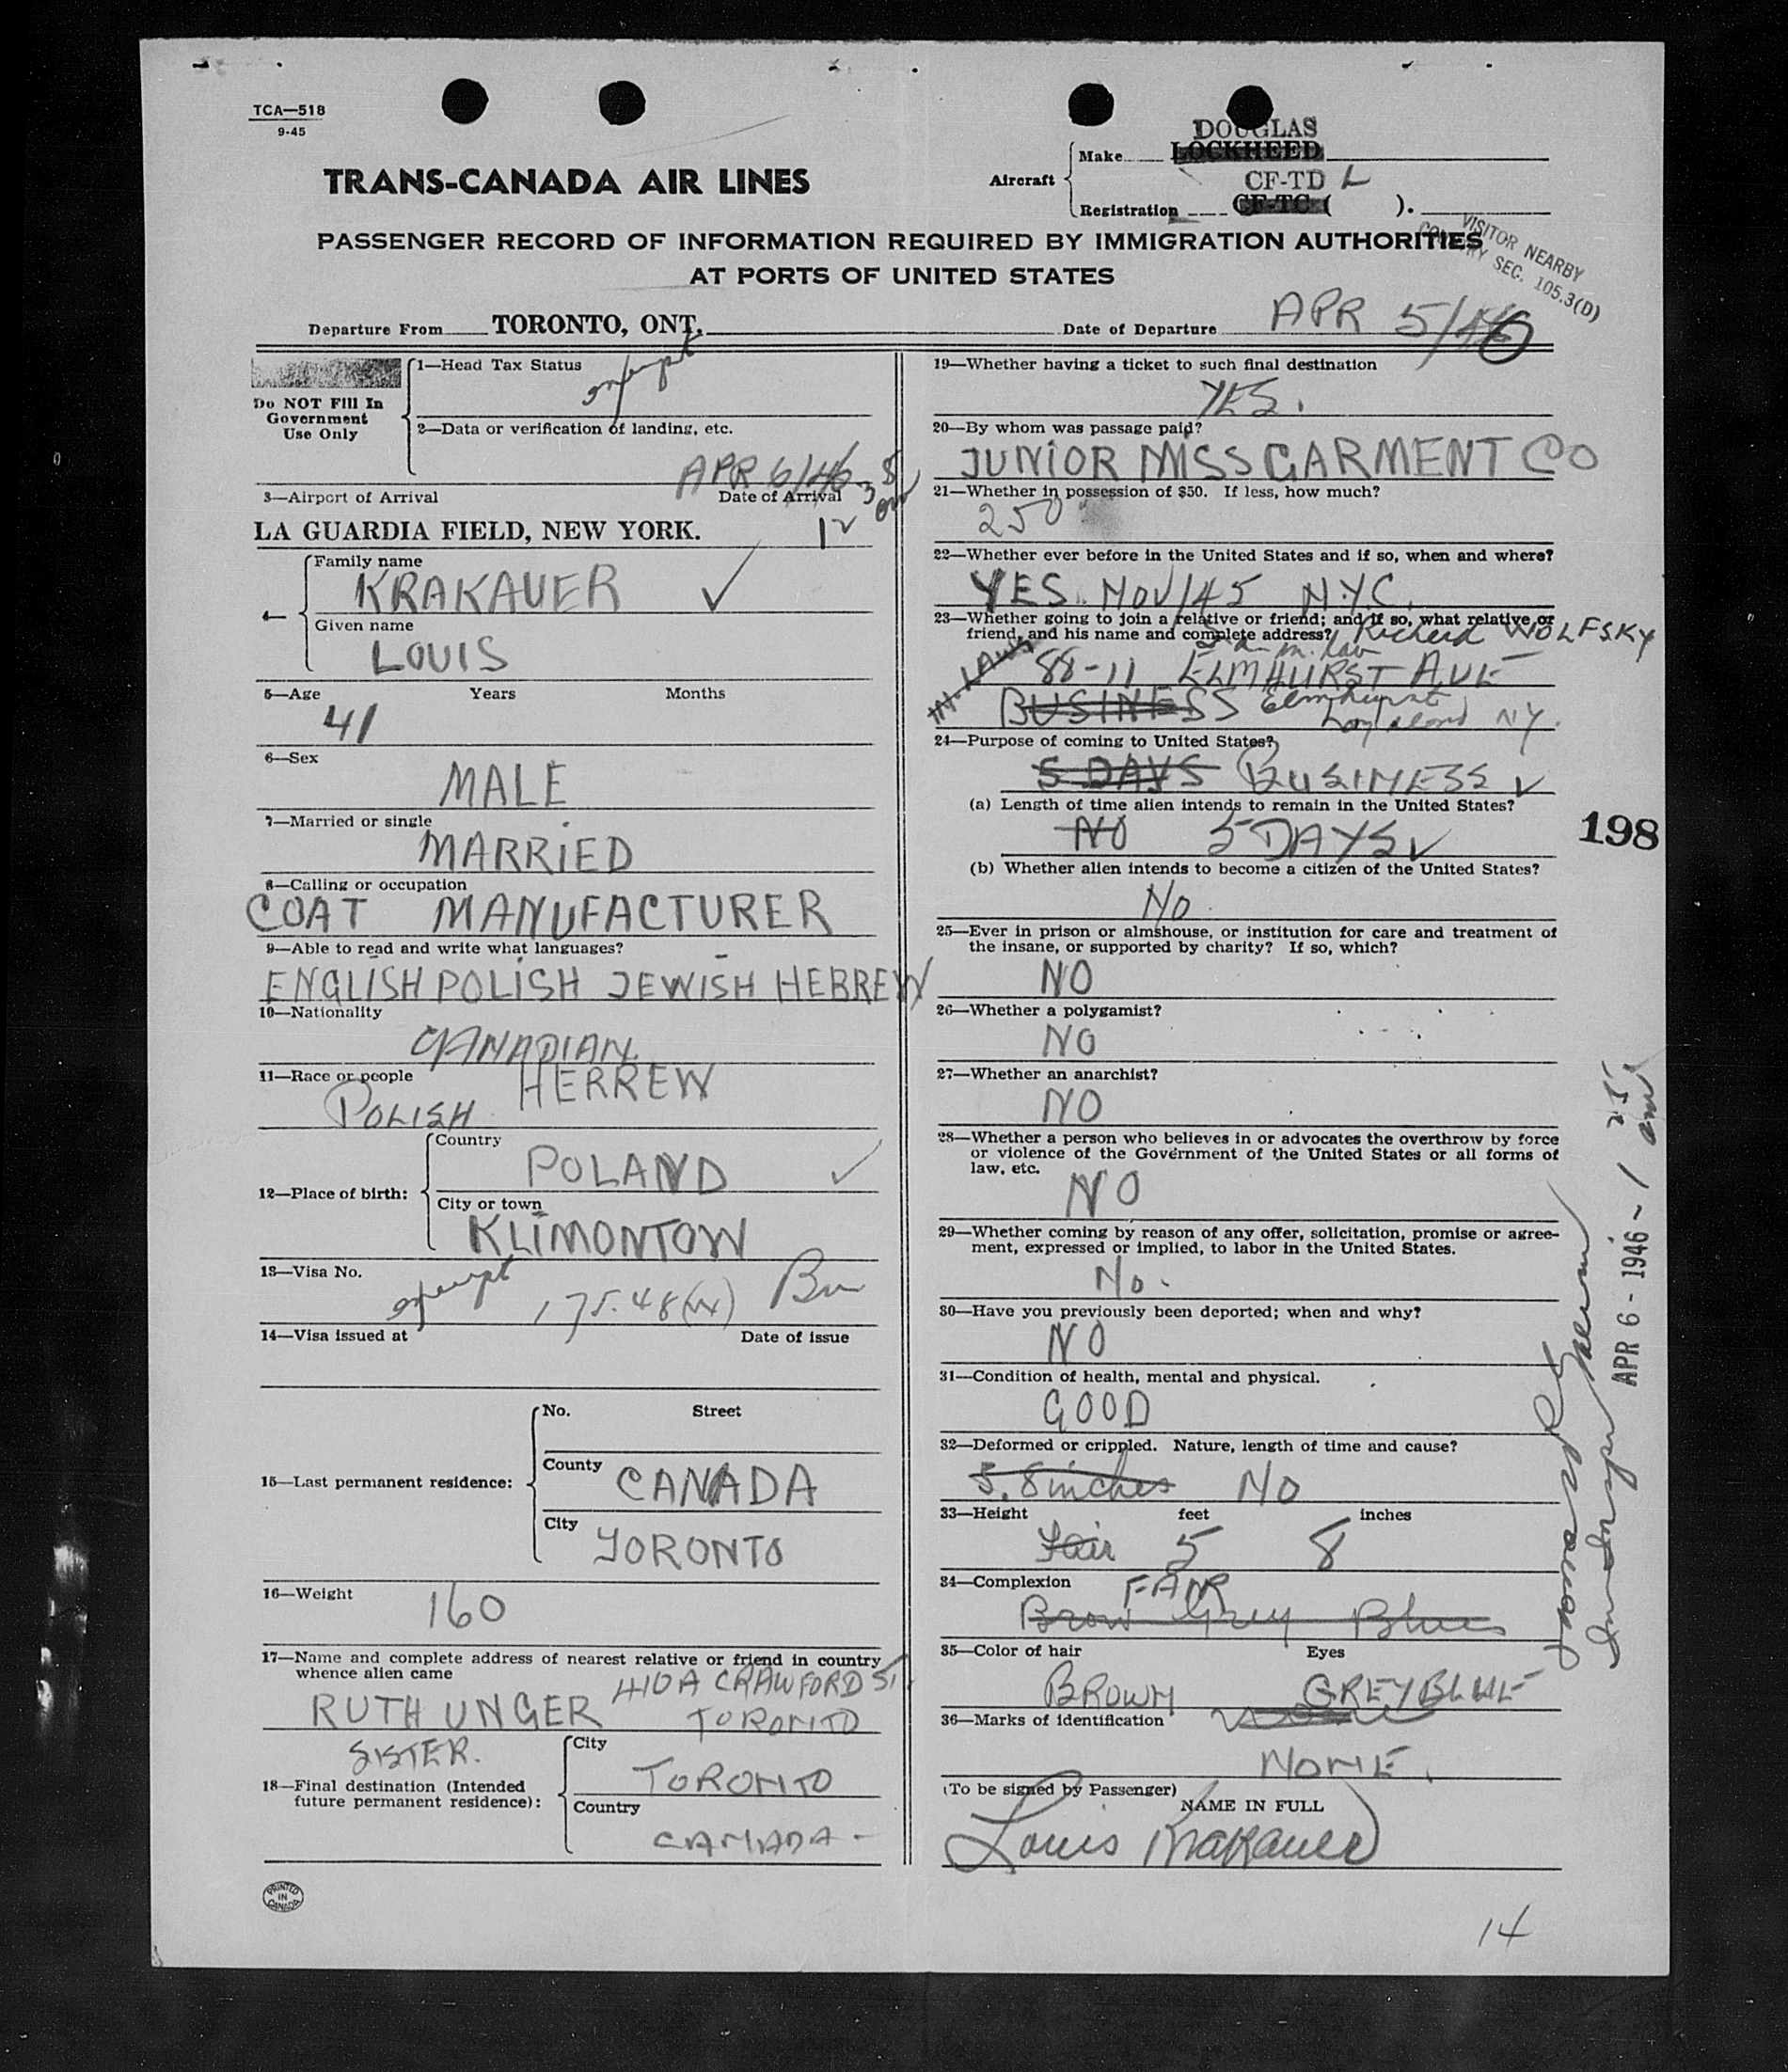 TCA—518
9-45
TRANS-CANADA AIR LINES
Aircraft
Make
DOUGLAS
LOCKHEED
CF-TD L
Registration
CF-TC ( ).
PASSENGER RECORD OF INFORMATION REQUIRED BY IMMIGRATION AUTHORITIES
AT PORTS OF UNITED STATES
VISITOR NEARBY
COUNTRY SEC. 105.3(D)
Departure From TORONTO, ONT.
Date of Departure APR 5/46
Do NOT Fill In
Government
Use Only
1—Head Tax Status
exempt
2—Data or verification of landing, etc.
APR 6/46
3—Airport of Arrival Date of Arrival
LA GUARDIA FIELD, NEW YORK. 12
4—
Family name
KRAKAUER
Given name
LOUIS
5—Age Years Months
41
6—Sex
MALE
7—Married or single
MARRIED
8—Calling or occupation
COAT MANUFACTURER
9—Able to read and write what languages?
ENGLISH POLISH JEWISH HEBREW
10—Nationality
CANADIAN
11—Race or people
HERREW
POLISH
12—Place of birth:
Country
POLAND
City or town
KLIMONTOW
13—Visa No.
exempt 175.48
14—Visa issued at Date of issue
15—Last permanent residence:
No. Street
County
CANADA
City
TORONTO
16—Weight
160
17—Name and complete address of nearest relative or friend in country
whence alien came
410A CRAWFORD ST.
RUTH UNGER TORONTO
SISTER.
18—Final destination (Intended
future permanent residence):
City
TORONTO
Country
CANADA -
PRINTED
IN
CANADA
19—Whether having a ticket to such final destination
YES.
20—By whom was passage paid?
JUNIOR MISS GARMENT CO
21—Whether in possession of $50. If less, how much?
250
22—Whether ever before in the United States and if so, when and where?
YES. NOV/45 N.Y.C.
23—Whether going to join a relative or friend; and if so, what relative or
friend, and his name and complete address? Richard WOLFSKY
88-11 ELMHURST AVE
BUSINESS Elmhurst
Long Island NY.
24—Purpose of coming to United States?
5 DAYS BUSINESS
(a) Length of time alien intends to remain in the United States?
NO 5 DAYS
(b) Whether alien intends to become a citizen of the United States?
No
198
25—Ever in prison or almshouse, or institution for care and treatment of
the insane, or supported by charity? If so, which?
NO
26—Whether a polygamist?
NO
27—Whether an anarchist?
NO
28—Whether a person who believes in or advocates the overthrow by force
or violence of the Government of the United States or all forms of
law, etc.
NO
29—Whether coming by reason of any offer, solicitation, promise or agree-
ment, expressed or implied, to labor in the United States.
No.
30—Have you previously been deported; when and why?
NO
31—Condition of health, mental and physical.
GOOD
32—Deformed or crippled. Nature, length of time and cause?
5. 8 inches NO
33—Height feet inches
Fair 5 8
34—Complexion FAIR
Brown Grey Blue
35—Color of hair Eyes
BROWN GREY BLUE
36—Marks of identification
NONE.
(To be signed by Passenger)
NAME IN FULL
Louis Krakauer
APR 6 - 1946
14